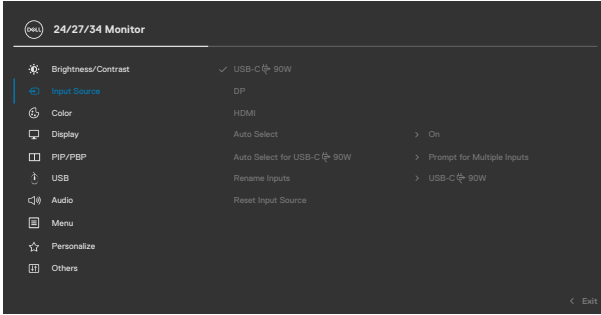 DELL 24/27/34 Monitor
Brightness/Contrast USB-C 90W
Input Source DP
Color HDMI
Display Auto Select On
PIP/PBP Auto Select for USB-C 90W Prompt for Multiple Inputs
USB Rename Inputs USB-C 90W
Audio Reset Input Source
Menu
Personalize
Others
Exit